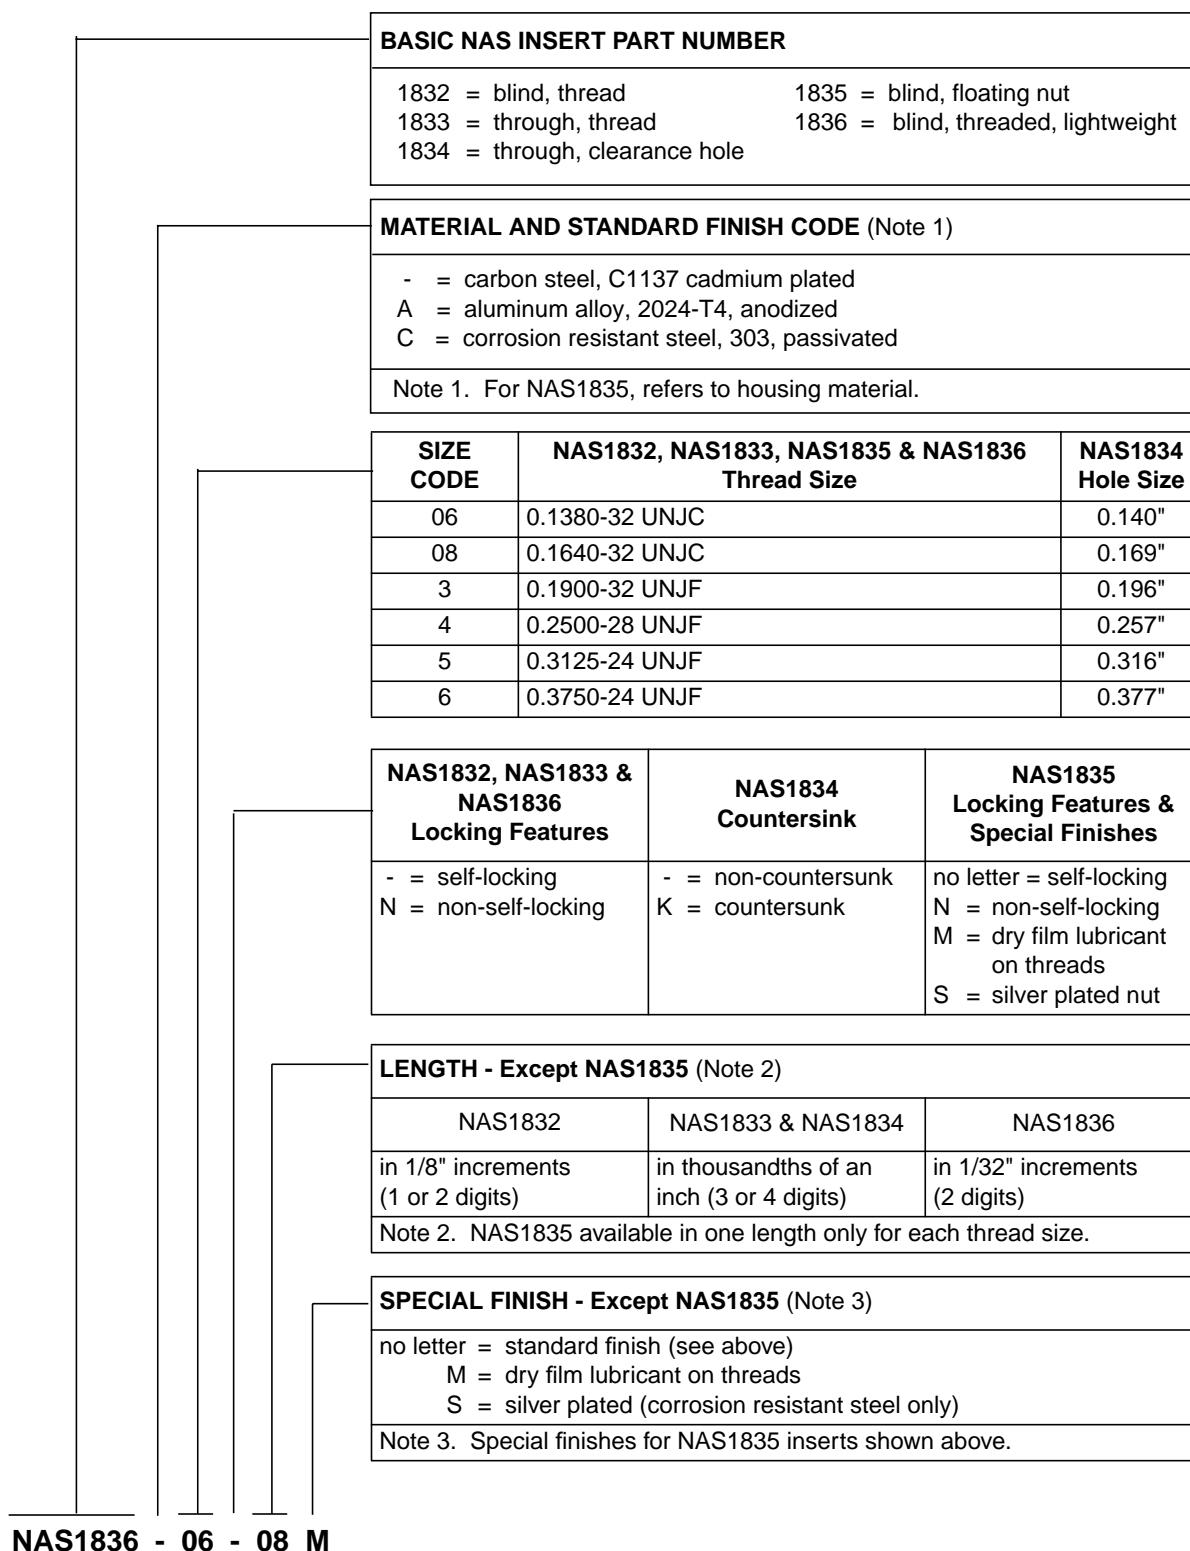 BASIC NAS INSERT PART NUMBER
1832 = blind, thread 1835 = blind, floating nut
1833 = through, thread 1836 = blind, threaded, lightweight
1834 = through, clearance hole
MATERIAL AND STANDARD FINISH CODE (Note 1)
- = carbon steel, C1137 cadmium plated
A = aluminum alloy, 2024-T4, anodized
C = corrosion resistant steel, 303, passivated
Note 1. For NAS1835, refers to housing material.
SIZE CODE NAS1832, NAS1833, NAS1835 & NAS1836 Thread Size NAS1834 Hole Size
06 0.1380-32 UNJC 0.140"
08 0.1640-32 UNJC 0.169"
3 0.1900-32 UNJF 0.196"
4 0.2500-28 UNJF 0.257"
5 0.3125-24 UNJF 0.316"
6 0.3750-24 UNJF 0.377"
NAS1832, NAS1833 &
NAS1836
Locking Features
NAS1834
Countersink
NAS1835
Locking Features &
Special Finishes
- = self-locking
N = non-self-locking
- = non-countersunk
K = countersunk
no letter = self-locking
N = non-self-locking
M = dry film lubricant
on threads
S = silver plated nut
LENGTH - Except NAS1835 (Note 2)
NAS1832 NAS1833 & NAS1834 NAS1836
in 1/8" increments
(1 or 2 digits)
in thousandths of an
inch (3 or 4 digits)
in 1/32" increments
(2 digits)
Note 2. NAS1835 available in one length only for each thread size.
SPECIAL FINISH - Except NAS1835 (Note 3)
no letter = standard finish (see above)
M = dry film lubricant on threads
S = silver plated (corrosion resistant steel only)
Note 3. Special finishes for NAS1835 inserts shown above.
NAS1836 - 06 - 08 M